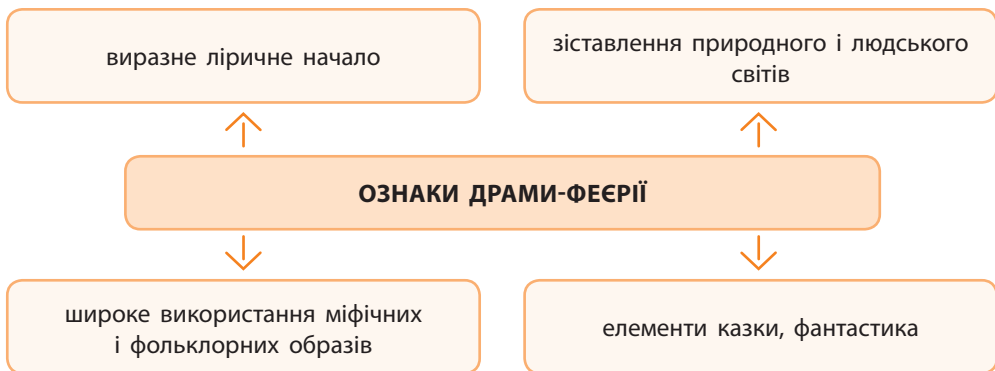 виразне ліричне начало
зіставлення природного і людського
світів
ОЗНАКИ ДРАМИ-ФЕЄРІЇ
широке використання міфічних
і фольклорних образів
елементи казки, фантастика